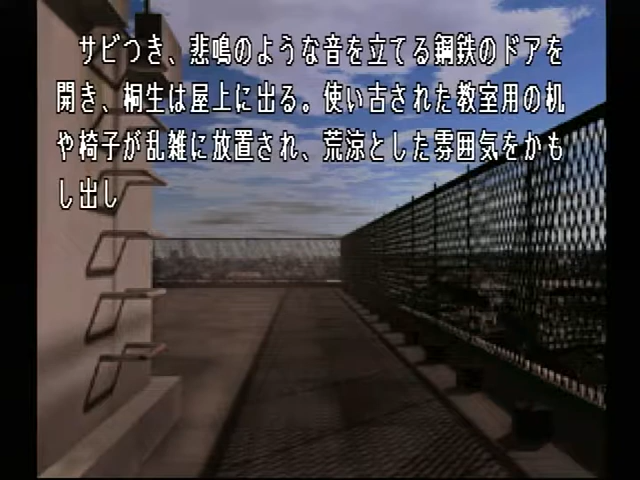 サビつき、悲鳴のような音を立てる鋼鉄のドアを
開き、桐生は屋上に出る。使い古された教室用の机
や椅子が乱雑に放置され、荒涼とした雰囲気をかも
し出し